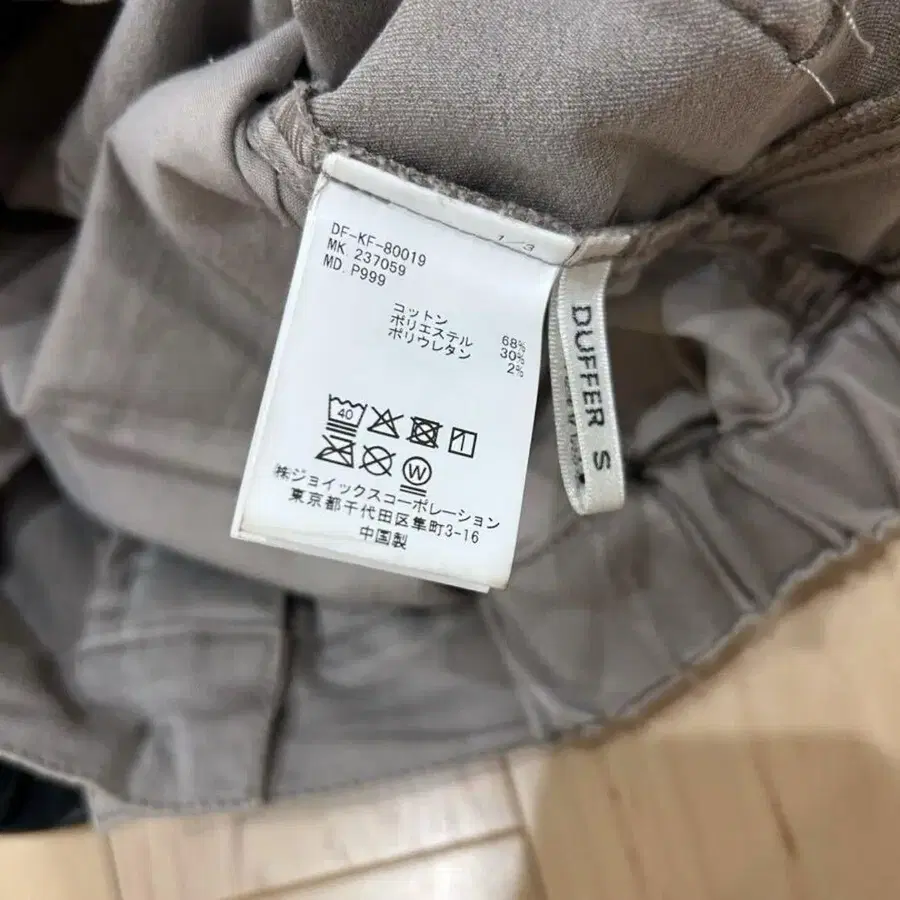 1/3
DF-KF-80019
MK 237059
MD. P999
コットン 68%
ポリエステル 30%
ポリウレタン 2%
40
W
㈱ジョイックスコーポレーション
東京都千代田区隼町3-16
中国製
DUFFER S